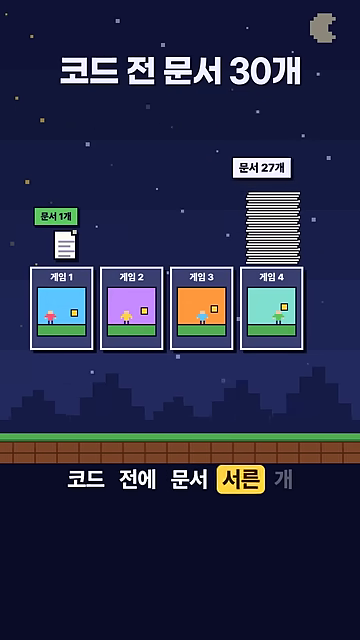 코드 전 문서 30개
문서 27개
문서 1개
게임 1 게임 2 게임 3 게임 4
코드 전에 문서 서른 개